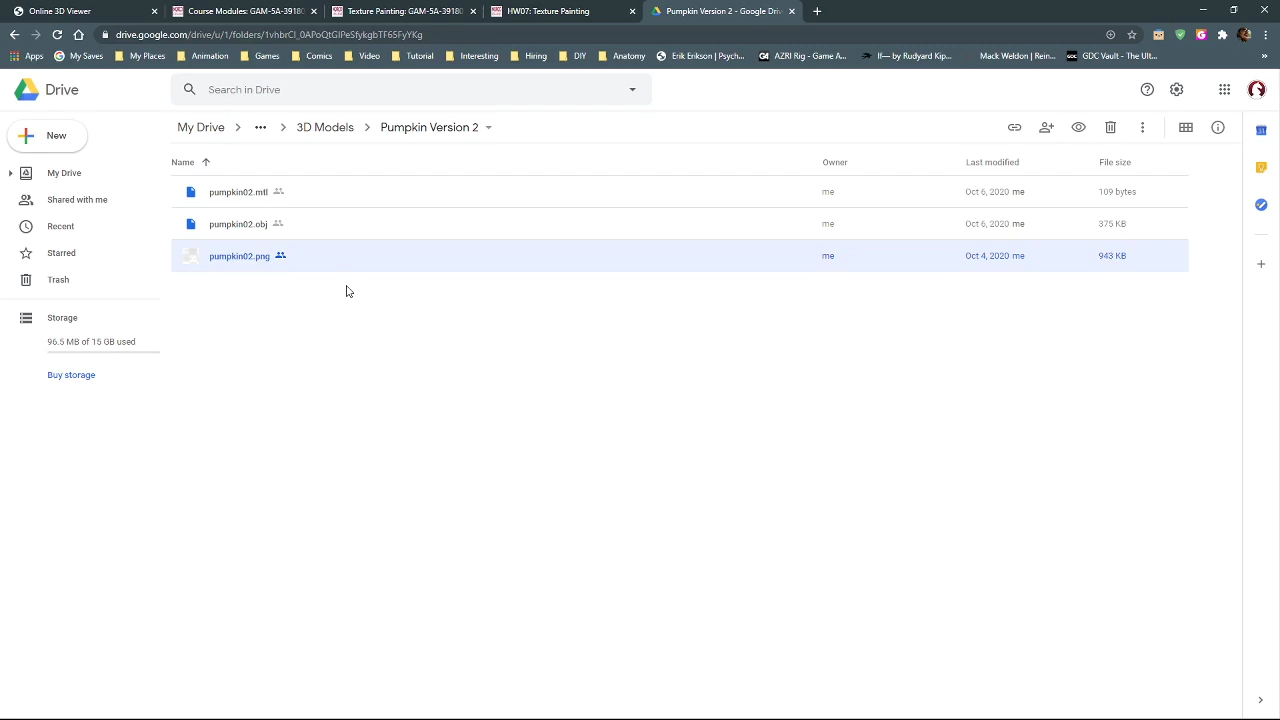 Online 3D Viewer
Course Modules: GAM-5A-39180
Texture Painting: GAM-5A-39180
HW07: Texture Painting
Pumpkin Version 2 - Google Driv
drive.google.com/drive/u/1/folders/1vhbrCl_0APoQtGIPeSfykgbTF65FyYKg
Apps
My Saves
My Places
Animation
Games
Comics
Video
Tutorial
Interesting
Hiring
DIY
Anatomy
Erik Erikson | Psych...
AZRI Rig - Game A...
If— by Rudyard Kip...
Mack Weldon | Rein...
GDC Vault - The Ult...
»
Drive
Search in Drive
New
My Drive
3D Models
Pumpkin Version 2
Name
Owner
Last modified
File size
My Drive
pumpkin02.mtl
me
Oct 6, 2020 me
109 bytes
Shared with me
Recent
pumpkin02.obj
me
Oct 6, 2020 me
375 KB
Starred
pumpkin02.png
me
Oct 4, 2020 me
943 KB
Trash
Storage
96.5 MB of 15 GB used
Buy storage